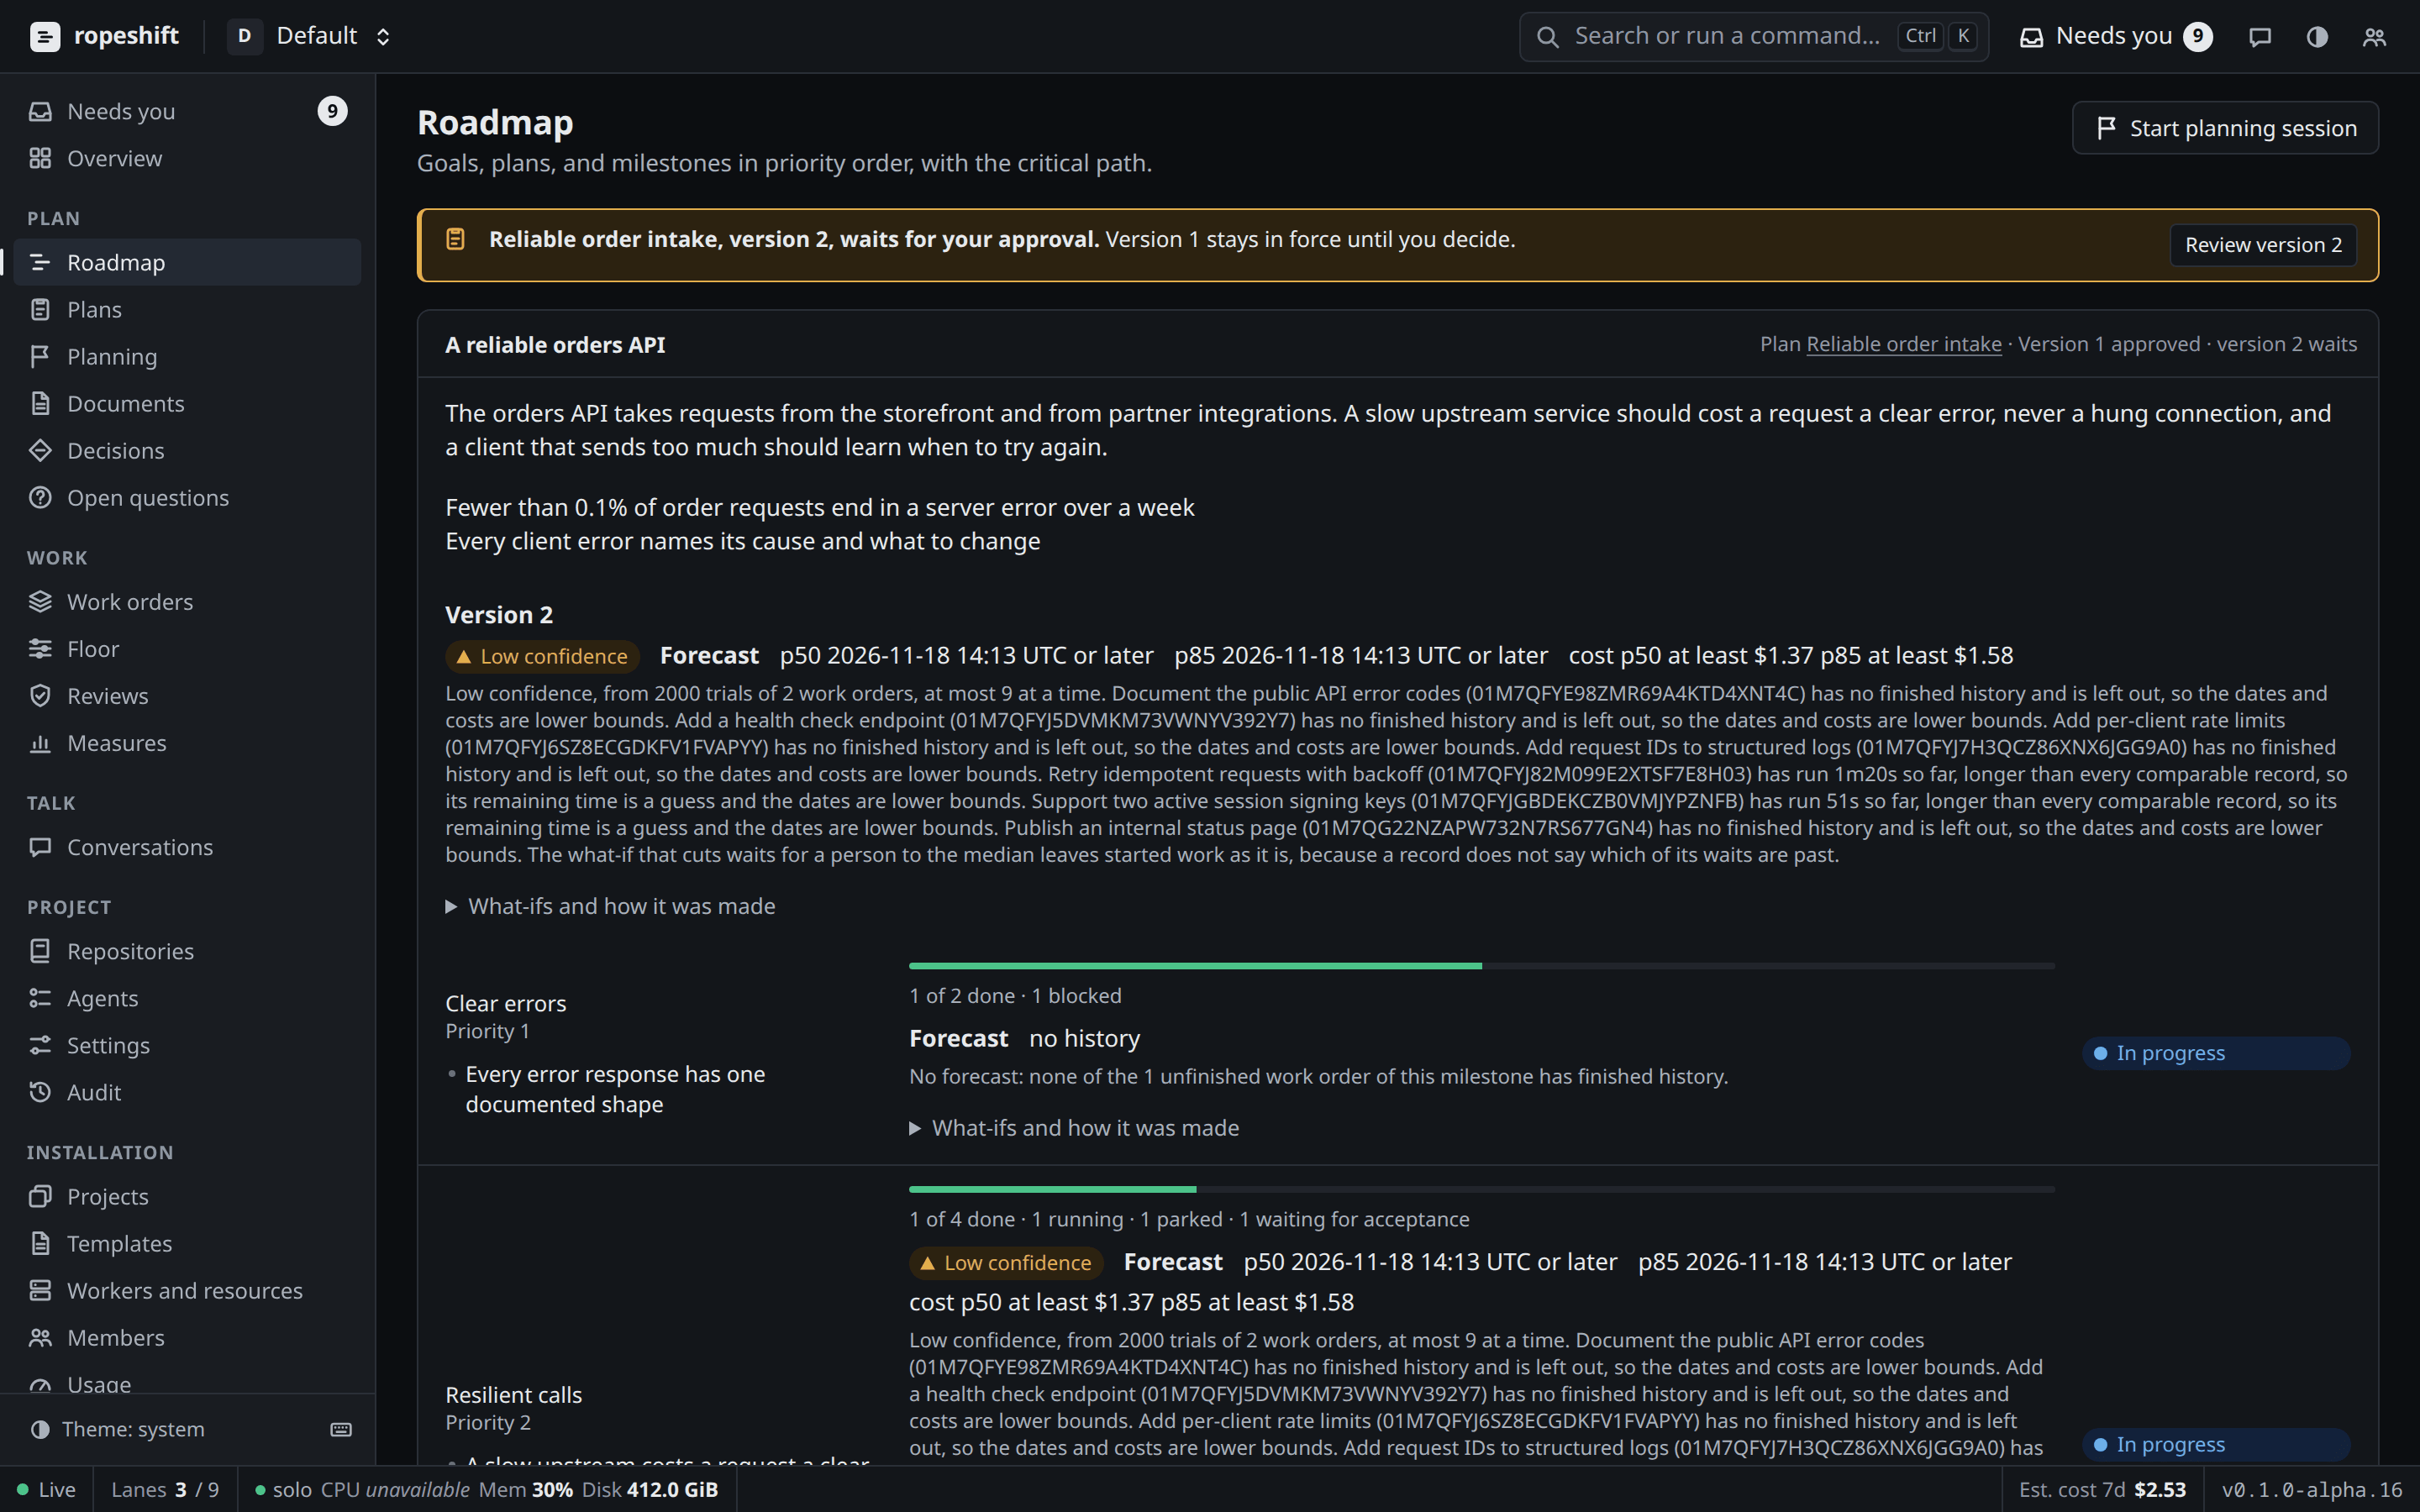 ropeshift
D Default
Search or run a command... Ctrl K
Needs you 9
Needs you 9
Overview
PLAN
Roadmap
Plans
Planning
Documents
Decisions
Open questions
WORK
Work orders
Floor
Reviews
Measures
TALK
Conversations
PROJECT
Repositories
Agents
Settings
Audit
INSTALLATION
Projects
Templates
Workers and resources
Members
Usage
Theme: system
Roadmap
Goals, plans, and milestones in priority order, with the critical path.
Start planning session
Reliable order intake, version 2, waits for your approval. Version 1 stays in force until you decide.
Review version 2
A reliable orders API
Plan Reliable order intake · Version 1 approved · version 2 waits
The orders API takes requests from the storefront and from partner integrations. A slow upstream service should cost a request a clear error, never a hung connection, and
a client that sends too much should learn when to try again.
Fewer than 0.1% of order requests end in a server error over a week
Every client error names its cause and what to change
Version 2
Low confidence Forecast p50 2026-11-18 14:13 UTC or later p85 2026-11-18 14:13 UTC or later cost p50 at least $1.37 p85 at least $1.58
Low confidence, from 2000 trials of 2 work orders, at most 9 at a time. Document the public API error codes (01M7QFYE98ZMR69A4KTD4XNT4C) has no finished history and is left out, so the dates and
costs are lower bounds. Add a health check endpoint (01M7QFYJ5DVMKM73VWNYV392Y7) has no finished history and is left out, so the dates and costs are lower bounds. Add per-client rate limits
(01M7QFYJ6SZ8ECGDKFV1FVAPYY) has no finished history and is left out, so the dates and costs are lower bounds. Add request IDs to structured logs (01M7QFYJ7H3QCZ86XNX6JGG9A0) has no finished
history and is left out, so the dates and costs are lower bounds. Retry idempotent requests with backoff (01M7QFYJ82M099E2XTSF7E8H03) has run 1m20s so far, longer than every comparable record, so
its remaining time is a guess and the dates are lower bounds. Support two active session signing keys (01M7QFYJGBDEKCZB0VMJYPZNFB) has run 51s so far, longer than every comparable record, so its
remaining time is a guess and the dates are lower bounds. Publish an internal status page (01M7QG22NZAPW732N7RS677GN4) has no finished history and is left out, so the dates and costs are lower
bounds. The what-if that cuts waits for a person to the median leaves started work as it is, because a record does not say which of its waits are past.
What-ifs and how it was made
Clear errors
Priority 1
Every error response has one
documented shape
1 of 2 done · 1 blocked
Forecast no history
No forecast: none of the 1 unfinished work order of this milestone has finished history.
What-ifs and how it was made
In progress
Resilient calls
Priority 2
A slow upstream costs a request a clear
1 of 4 done · 1 running · 1 parked · 1 waiting for acceptance
Low confidence Forecast p50 2026-11-18 14:13 UTC or later p85 2026-11-18 14:13 UTC or later
cost p50 at least $1.37 p85 at least $1.58
Low confidence, from 2000 trials of 2 work orders, at most 9 at a time. Document the public API error codes
(01M7QFYE98ZMR69A4KTD4XNT4C) has no finished history and is left out, so the dates and costs are lower bounds. Add
a health check endpoint (01M7QFYJ5DVMKM73VWNYV392Y7) has no finished history and is left out, so the dates and
costs are lower bounds. Add per-client rate limits (01M7QFYJ6SZ8ECGDKFV1FVAPYY) has no finished history and is left
out, so the dates and costs are lower bounds. Add request IDs to structured logs (01M7QFYJ7H3QCZ86XNX6JGG9A0) has
In progress
Live
Lanes 3 / 9
solo CPU unavailable Mem 30% Disk 412.0 GiB
Est. cost 7d $2.53
v0.1.0-alpha.16